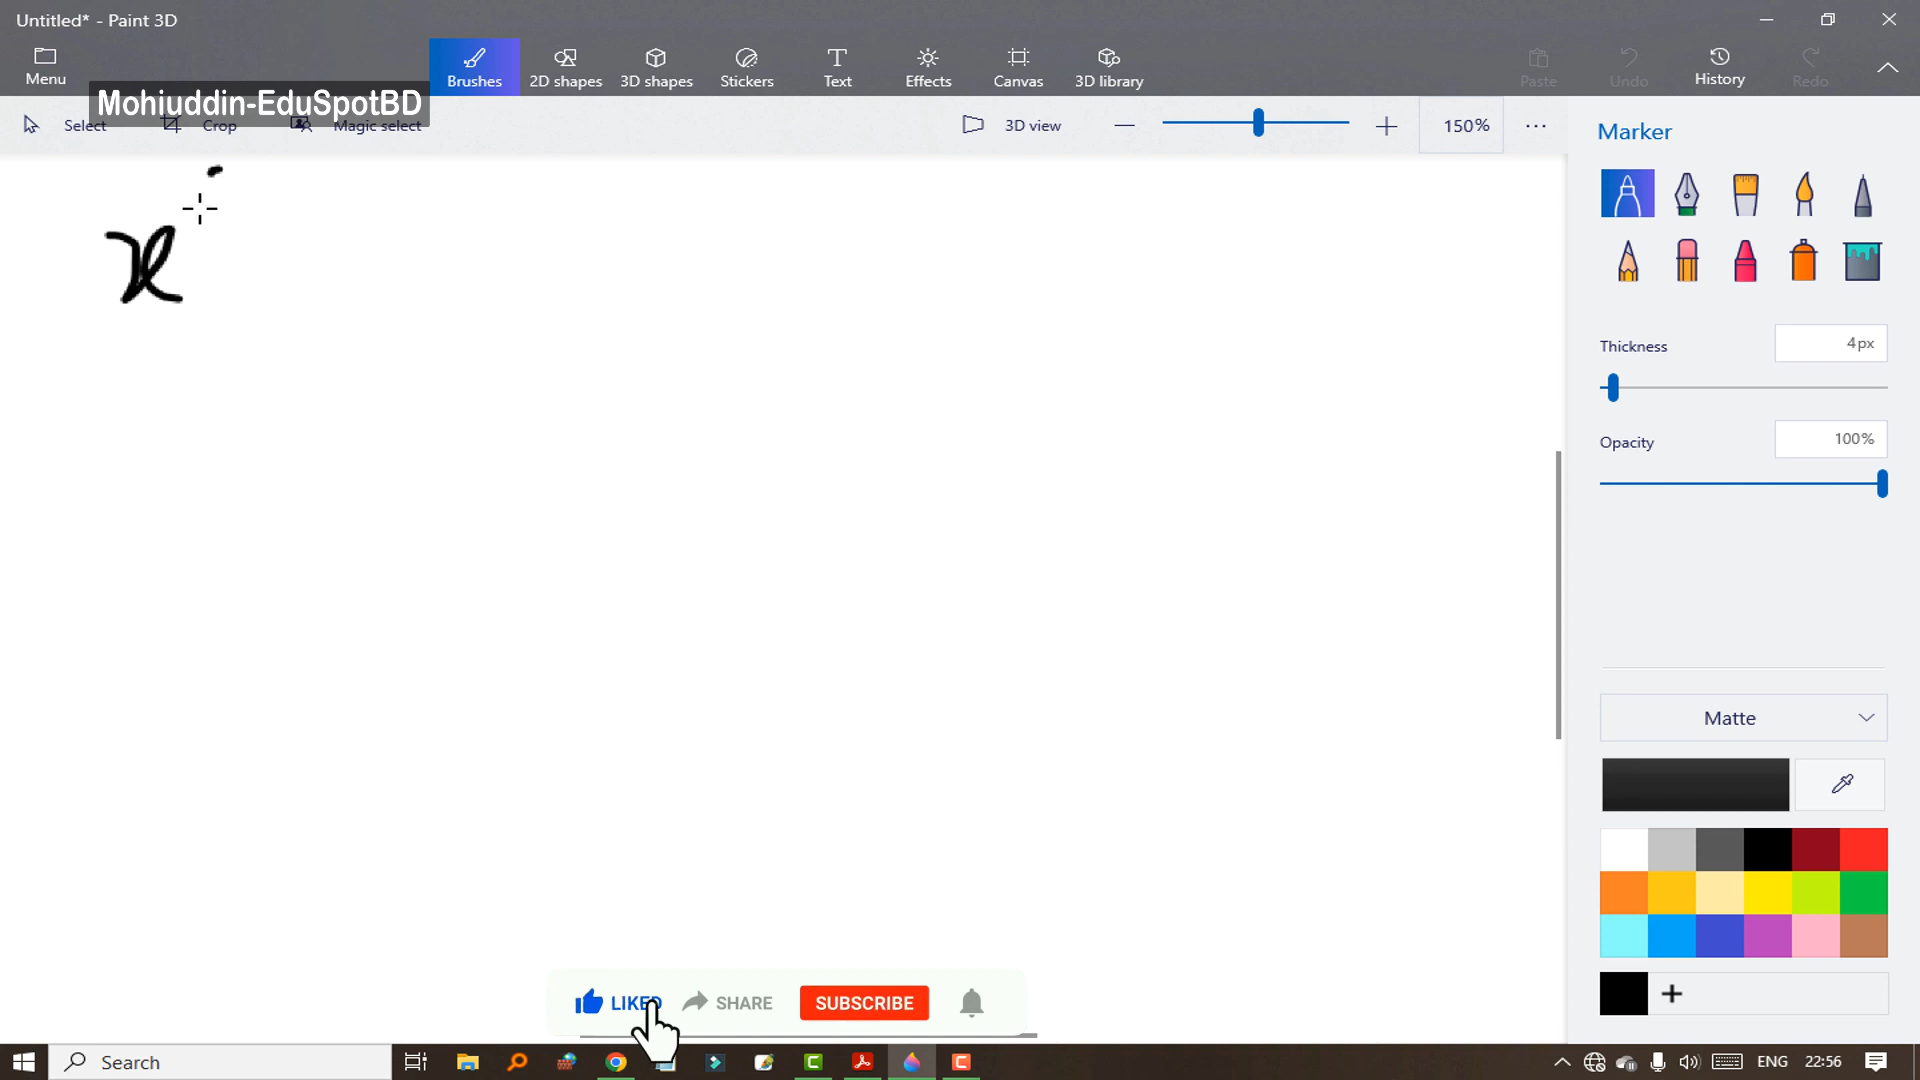 Untitled* - Paint 3D
Menu
Brushes
2D shapes
3D shapes
Stickers
Text
Effects
Canvas
3D library
Paste
Undo
History
Redo
Mohiuddin-EduSpotBD
Select
Crop
Magic select
3D view
150%
Marker
x
Thickness
4px
Opacity
100%
Matte
LIKED
SHARE
SUBSCRIBE
Search
ENG
22:56